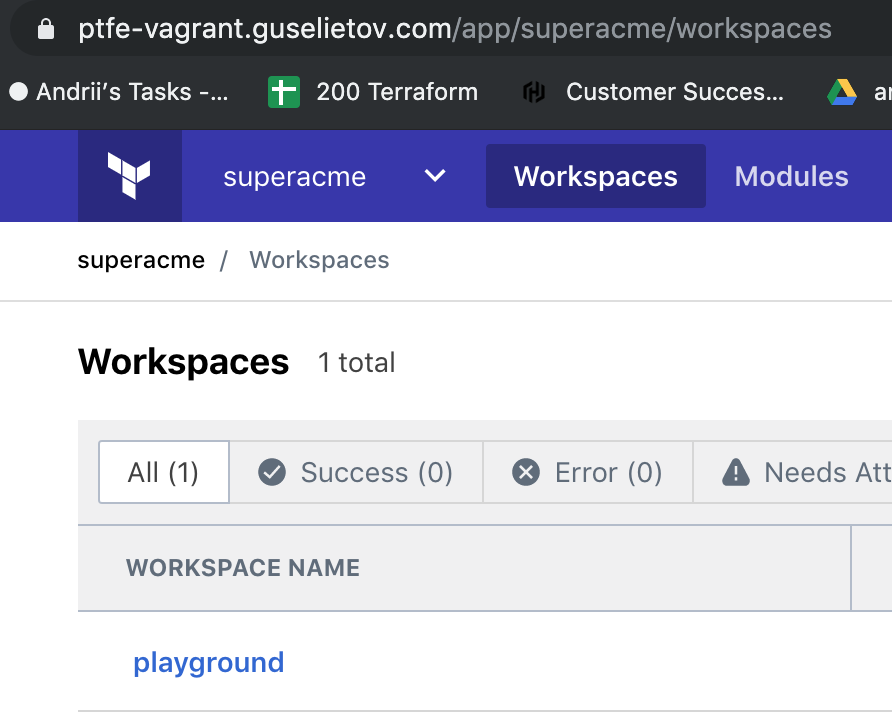 ptfe-vagrant.guselietov.com/app/superacme/workspaces
Andrii’s Tasks -... 200 Terraform Customer Succes... ar
superacme Workspaces Modules
superacme / Workspaces
Workspaces 1 total
All (1) Success (0) Error (0) Needs Att
WORKSPACE NAME
playground